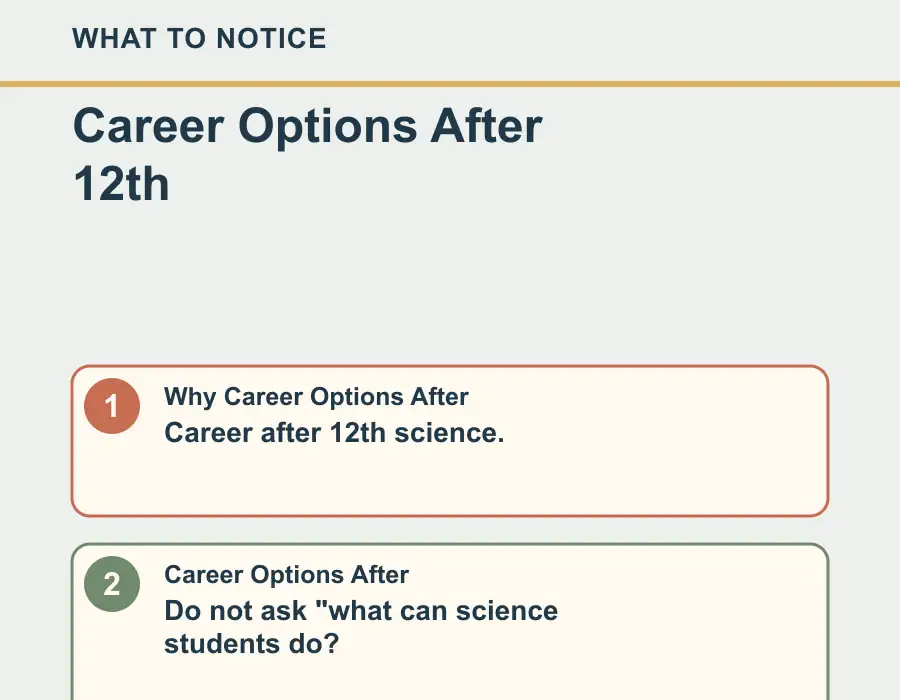 WHAT TO NOTICE
Career Options After
12th
1
Why Career Options After
Career after 12th science.
2
Career Options After
Do not ask "what can science
students do?